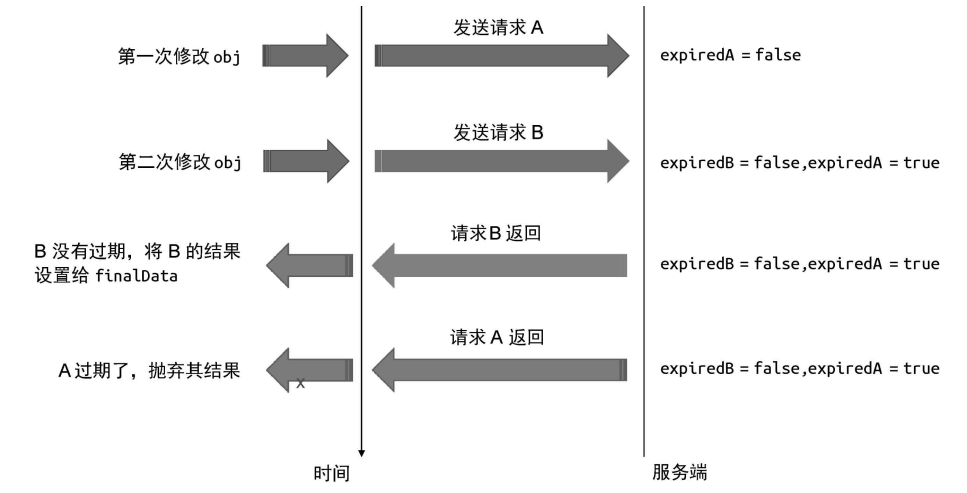 发送请求 A
第一次修改 obj
expiredA = false
发送请求 B
第二次修改 obj
expiredB = false,expiredA = true
请求B 返回
B 没有过期，将 B 的结果
设置给 finalData
expiredB = false,expiredA = true
请求 A 返回
A过期了，抛弃其结果
x
expiredB = false,expiredA = true
时间
服务端